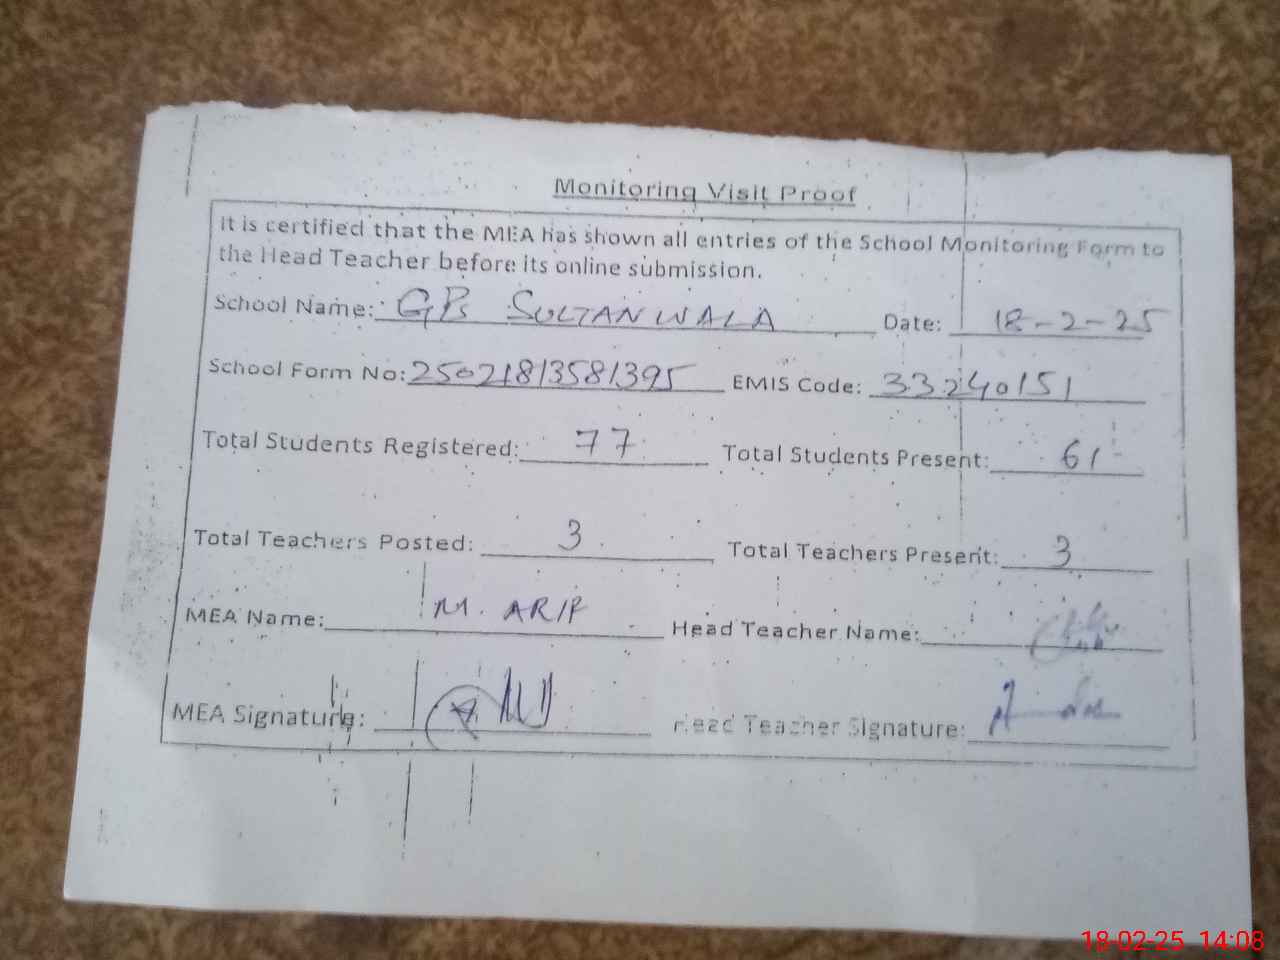 Monitoring Visit Proof
It is certified that the MEA has shown all entries of the School Monitoring Form to
the Head Teacher before its online submission.
School Name: GPS SULTAN WALA Date: 18-2-25
School Form No: 25021813581395 EMIS Code: 33240151
Total Students Registered: 77 Total Students Present: 61
Total Teachers Posted: 3 Total Teachers Present: 3
MEA Name: M. ARIF Head Teacher Name:
MEA Signature: Head Teacher Signature:
18-02-25 14:08